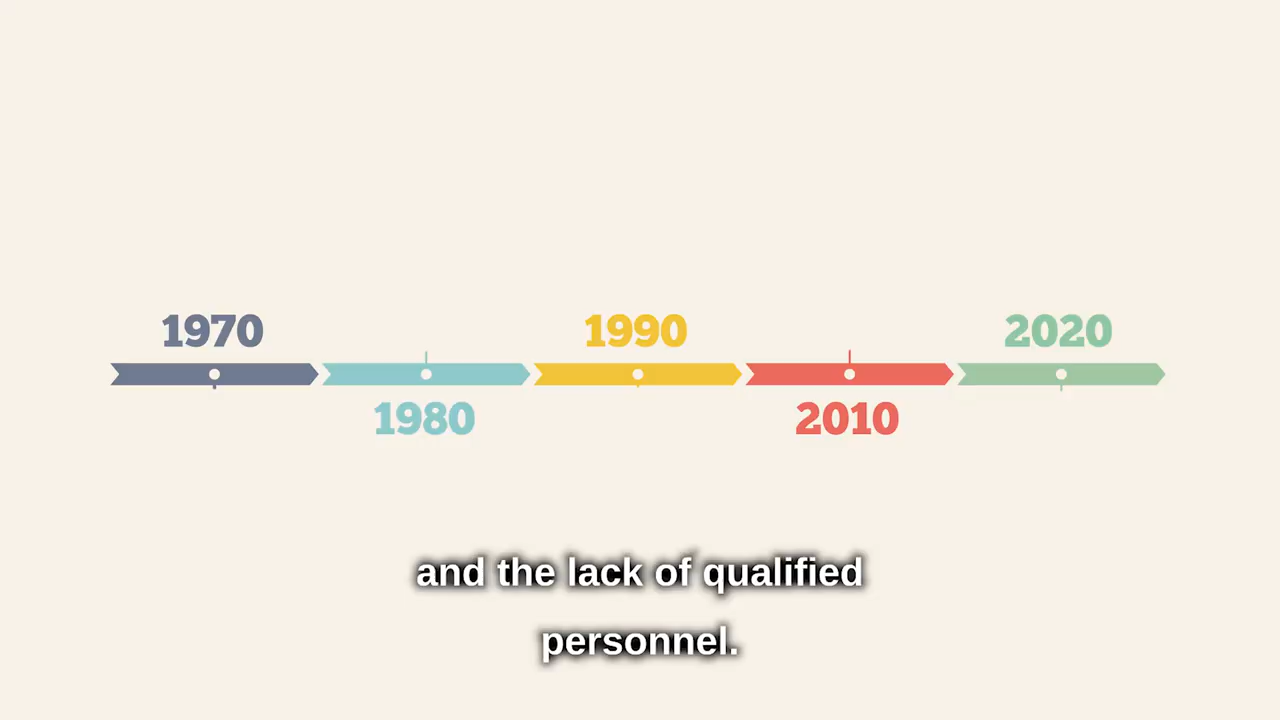 1970
1990
2020
1980
2010
and the lack of qualified
personnel.